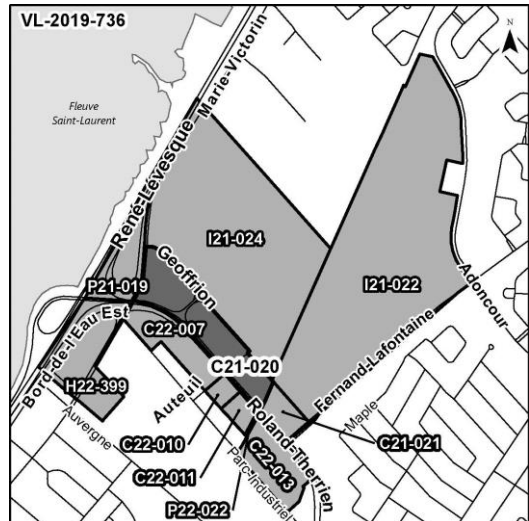 VL-2019-736
N
Fleuve
Saint-Laurent
René-Lévesque
Marie-Victorin
I21-024
Geoffrion
I21-022
P21-019
Adoncour
Bord-de-l'Eau Est
C22-007
C21-020
Fernand-Lafontaine
H22-399
Auteuil
Roland-Therrien
Maple
Auvergne
C22-010
C21-021
C22-011
C22-013
Parc-Industriel
P22-022